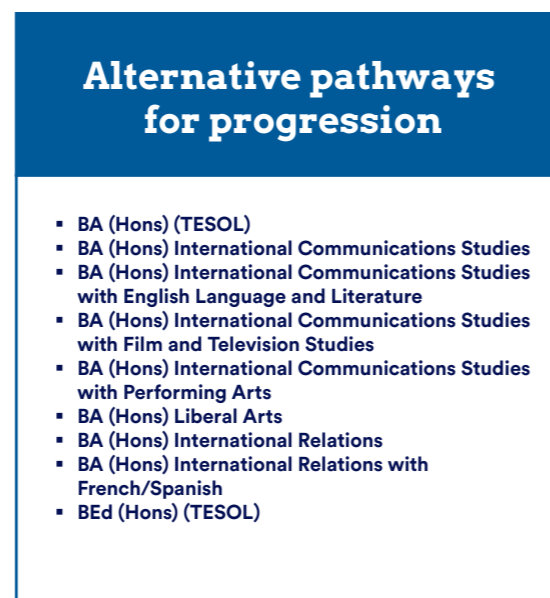 Alternative pathways
for progression
▪ BA (Hons) (TESOL)
▪ BA (Hons) International Communications Studies
▪ BA (Hons) International Communications Studies
with English Language and Literature
▪ BA (Hons) International Communications Studies
with Film and Television Studies
▪ BA (Hons) International Communications Studies
with Performing Arts
▪ BA (Hons) Liberal Arts
▪ BA (Hons) International Relations
▪ BA (Hons) International Relations with
French/Spanish
▪ BEd (Hons) (TESOL)